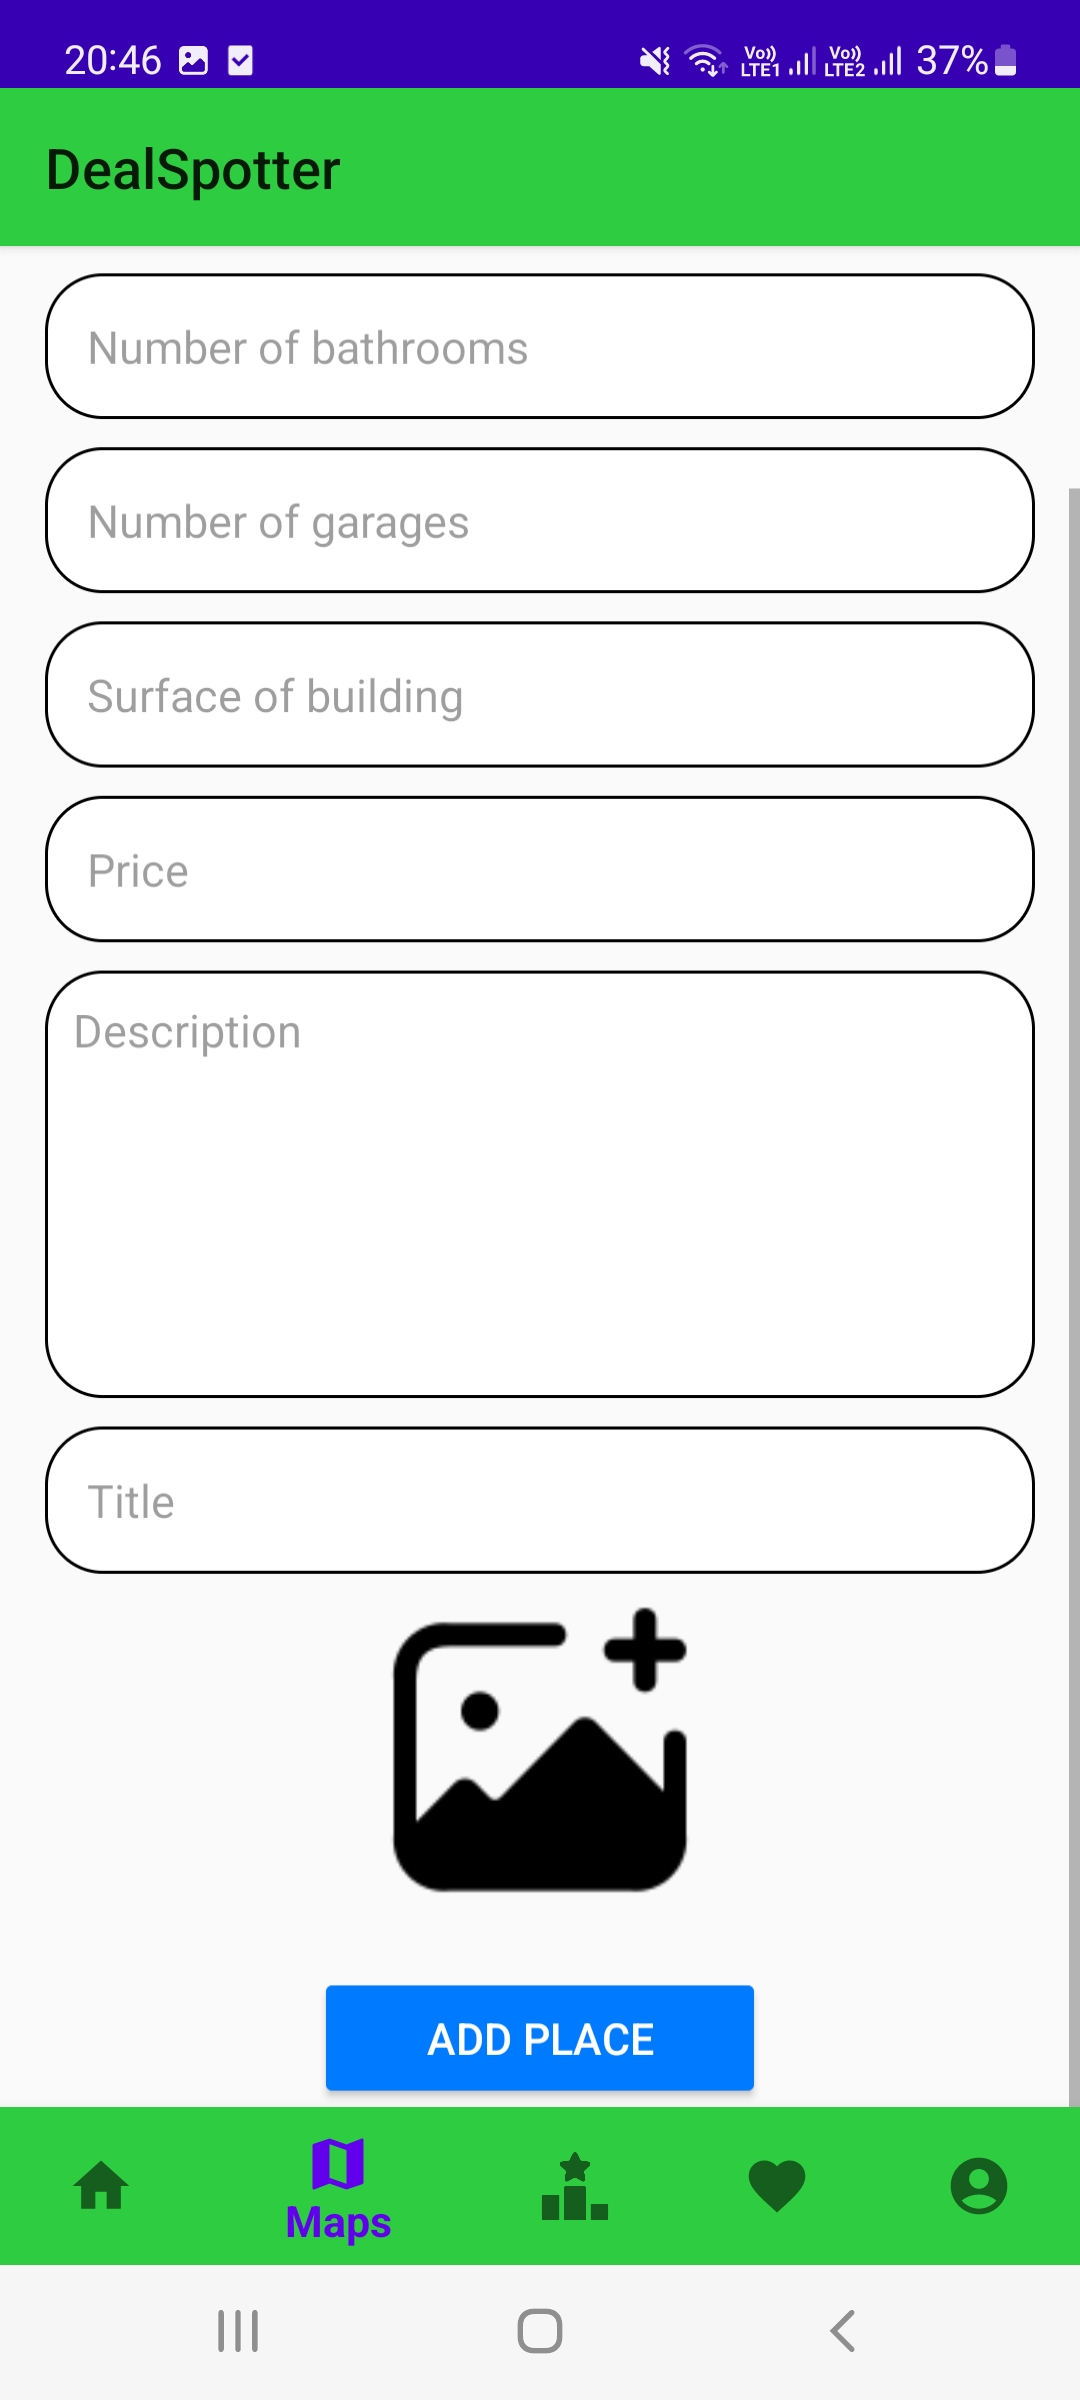 20:46 Vo)) LTE1 Vo)) LTE2 37%
DealSpotter
Number of bathrooms
Number of garages
Surface of building
Price
Description
Title
ADD PLACE
Maps